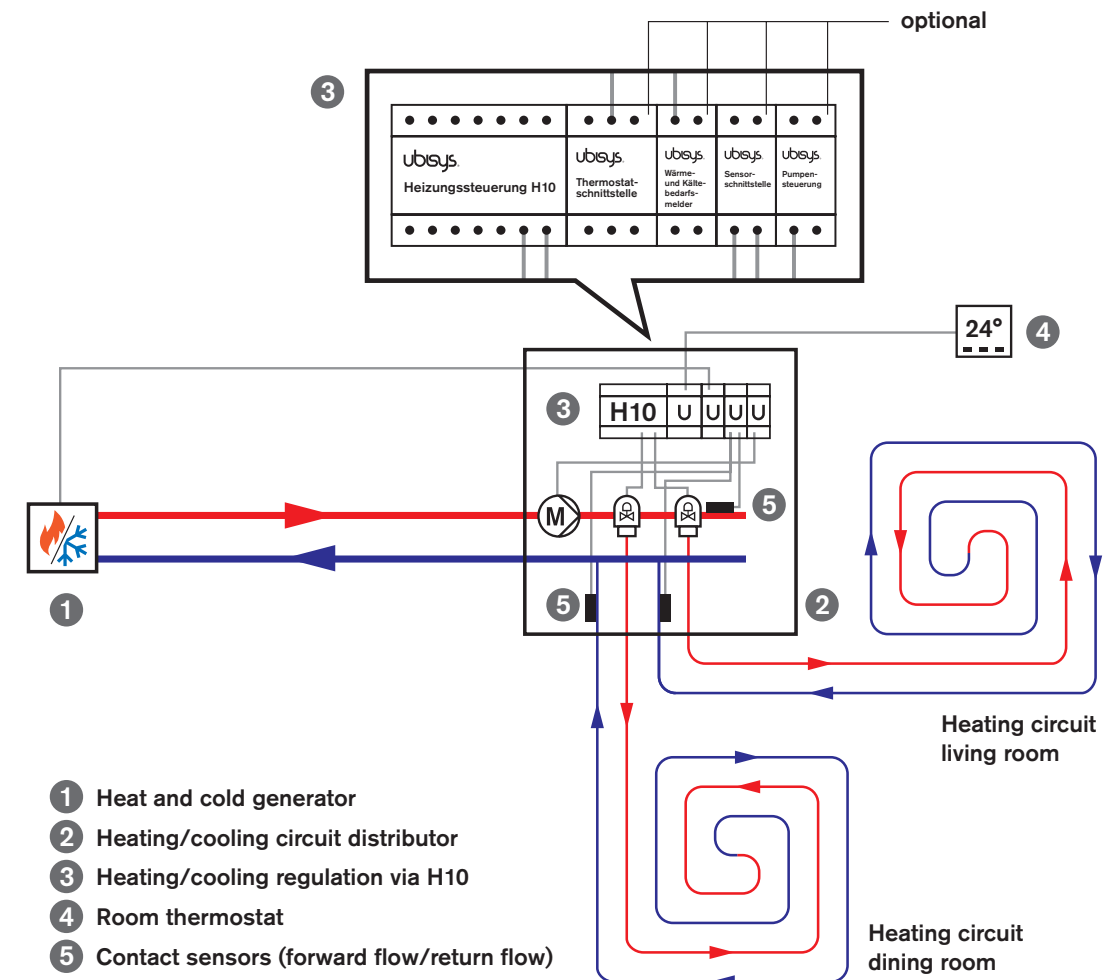 optional
3
ubisys.
Heizungssteuerung H10
ubisys.
Thermostat-
schnittstelle
ubisys.
Wärme-
und Kälte-
bedarfs-
melder
ubisys.
Sensor-
schnittstelle
ubisys.
Pumpen-
steuerung
24°
4
3
H10
U
U
U
U
M
5
1
5
2
Heating circuit
living room
1 Heat and cold generator
2 Heating/cooling circuit distributor
3 Heating/cooling regulation via H10
4 Room thermostat
5 Contact sensors (forward flow/return flow)
Heating circuit
dining room